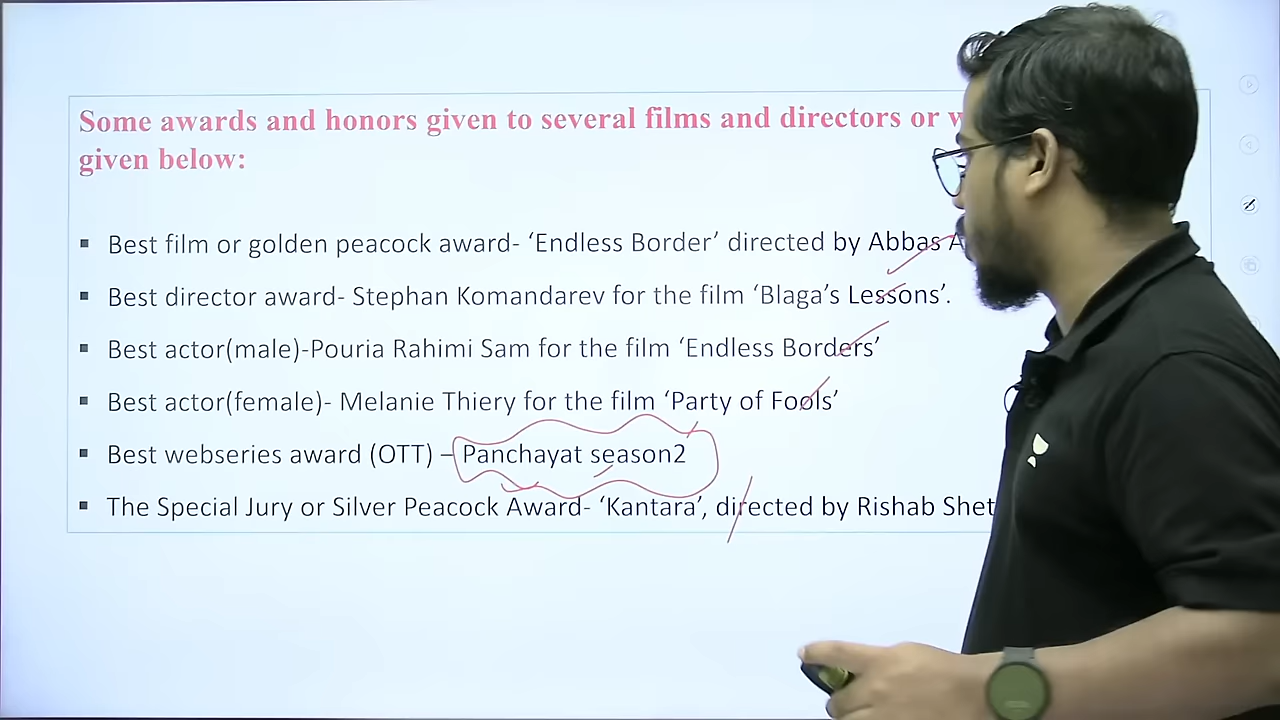 Some awards and honors given to several films and directors or
given below:
▪ Best film or golden peacock award- ‘Endless Border’ directed by Abbas
▪ Best director award- Stephan Komandarev for the film ‘Blaga’s Lessons’.
▪ Best actor(male)-Pouria Rahimi Sam for the film ‘Endless Borders’
▪ Best actor(female)- Melanie Thiery for the film ‘Party of Fools’
▪ Best webseries award (OTT) – Panchayat season2
▪ The Special Jury or Silver Peacock Award- ‘Kantara’, directed by Rishab